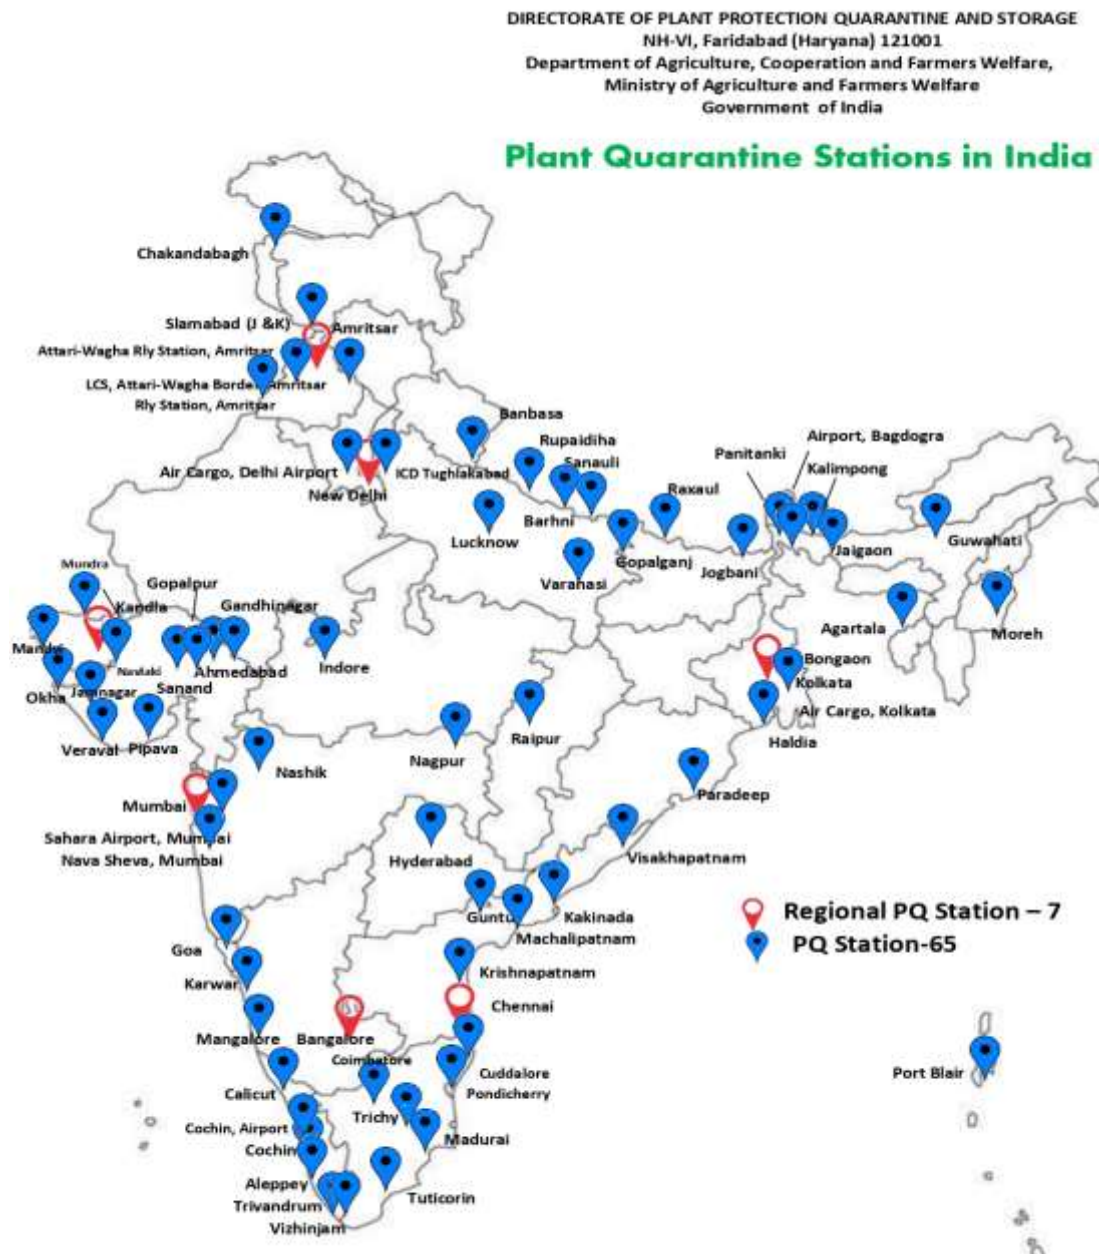 DIRECTORATE OF PLANT PROTECTION QUARANTINE AND STORAGE
NH-VI, Faridabad (Haryana) 121001
Department of Agriculture, Cooperation and Farmers Welfare,
Ministry of Agriculture and Farmers Welfare
Government of India
Plant Quarantine Stations in India
Chakandabagh
Slamabad (J &K)
Amritsar
Attari-Wagha Rly Station, Amritsar
LCS, Attari-Wagha Border, Amritsar
Rly Station, Amritsar
Banbasa
Rupaidiha
Sanauli
Airport, Bagdogra
Panitanki
Kalimpong
Air Cargo, Delhi Airport
ICD Tughlakabad
New Delhi
Raxaul
Barhni
Lucknow
Gopalganj
Jogbani
Jaigaon
Guwahati
Varanasi
Mundra
Gopalpur
Kandla
Gandhinagar
Agartala
Moreh
Mandvi
Navlaki
Ahmedabad
Indore
Bongaon
Okha
Jamnagar
Sanand
Kolkata
Air Cargo, Kolkata
Veraval
Pipava
Raipur
Haldia
Nashik
Nagpur
Paradeep
Mumbai
Sahara Airport, Mumbai
Nava Sheva, Mumbai
Hyderabad
Visakhapatnam
Guntu
Kakinada
Machalipatnam
Regional PQ Station – 7
PQ Station-65
Goa
Krishnapatnam
Karwar
Chennai
Mangalore
Bangalore
Coimbatore
Cuddalore
Pondicherry
Port Blair
Calicut
Trichy
Cochin, Airport
Madurai
Cochin
Aleppey
Trivandrum
Tuticorin
Vizhinjam